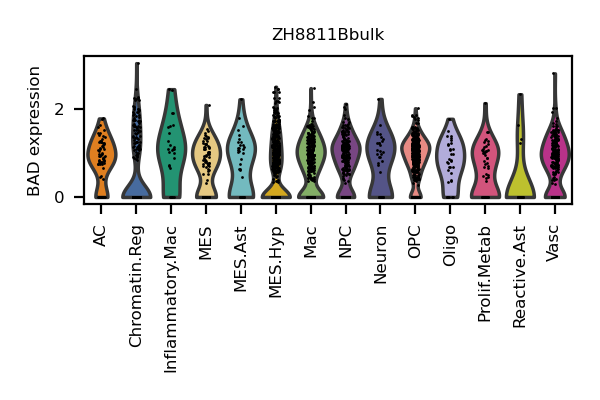 ZH8811Bbulk
BAD expression
2
0
AC
Chromatin.Reg
Inflammatory.Mac
MES
MES.Ast
MES.Hyp
Mac
NPC
Neuron
OPC
Oligo
Prolif.Metab
Reactive.Ast
Vasc